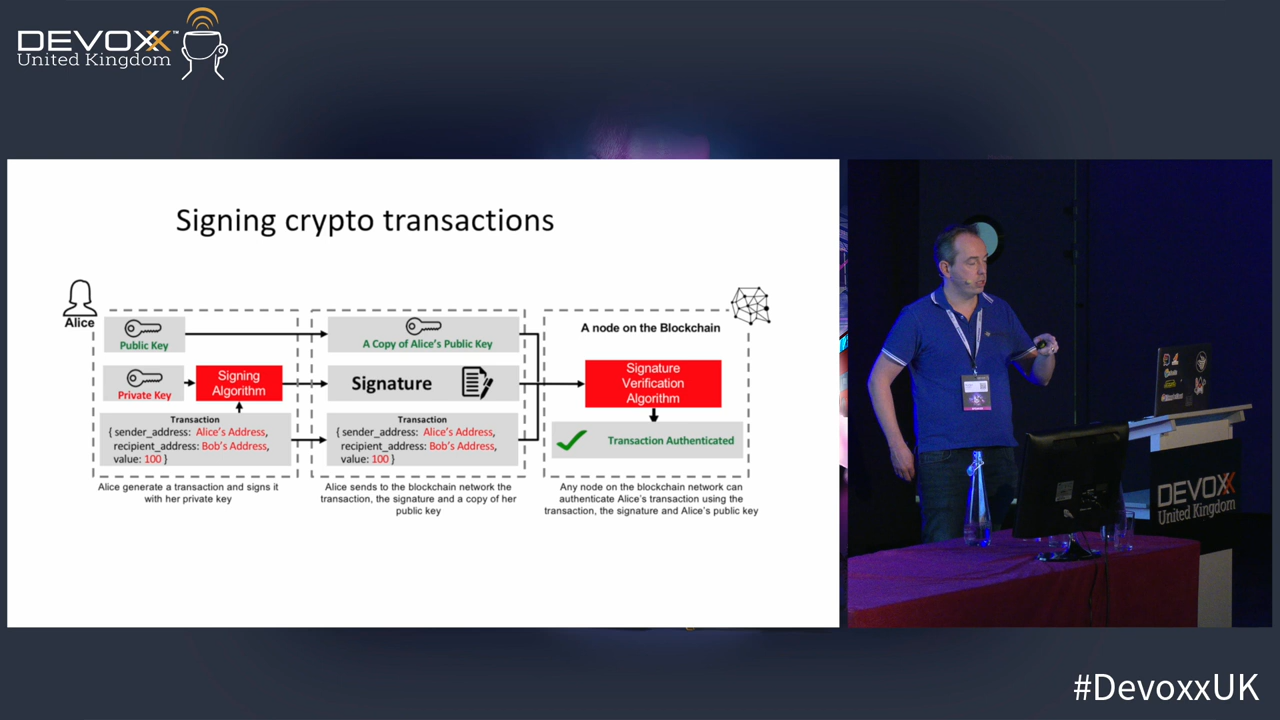 DEVOXX™
United Kingdom
Signing crypto transactions
Alice
Public Key
Private Key
Signing
Algorithm
Transaction
{ sender_address: Alice's Address,
recipient_address: Bob's Address,
value: 100 }
Alice generate a transaction and signs it
with her private key
A Copy of Alice's Public Key
Signature
Transaction
{ sender_address: Alice's Address,
recipient_address: Bob's Address,
value: 100 }
Alice sends to the blockchain network the
transaction, the signature and a copy of her
public key
A node on the Blockchain
Signature
Verification
Algorithm
Transaction Authenticated
Any node on the blockchain network can
authenticate Alice's transaction using the
transaction, the signature and Alice's public key
DEVOXX
United Kingdom
#DevoxxUK